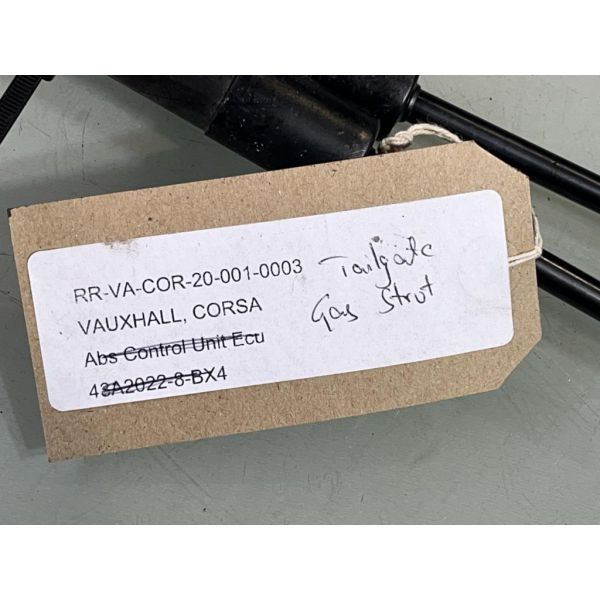 RR-VA-COR-20-001-0003
VAUXHALL, CORSA
Abs Control Unit Ecu
43A2022-8-BX4
Tailgate
Gas Strut